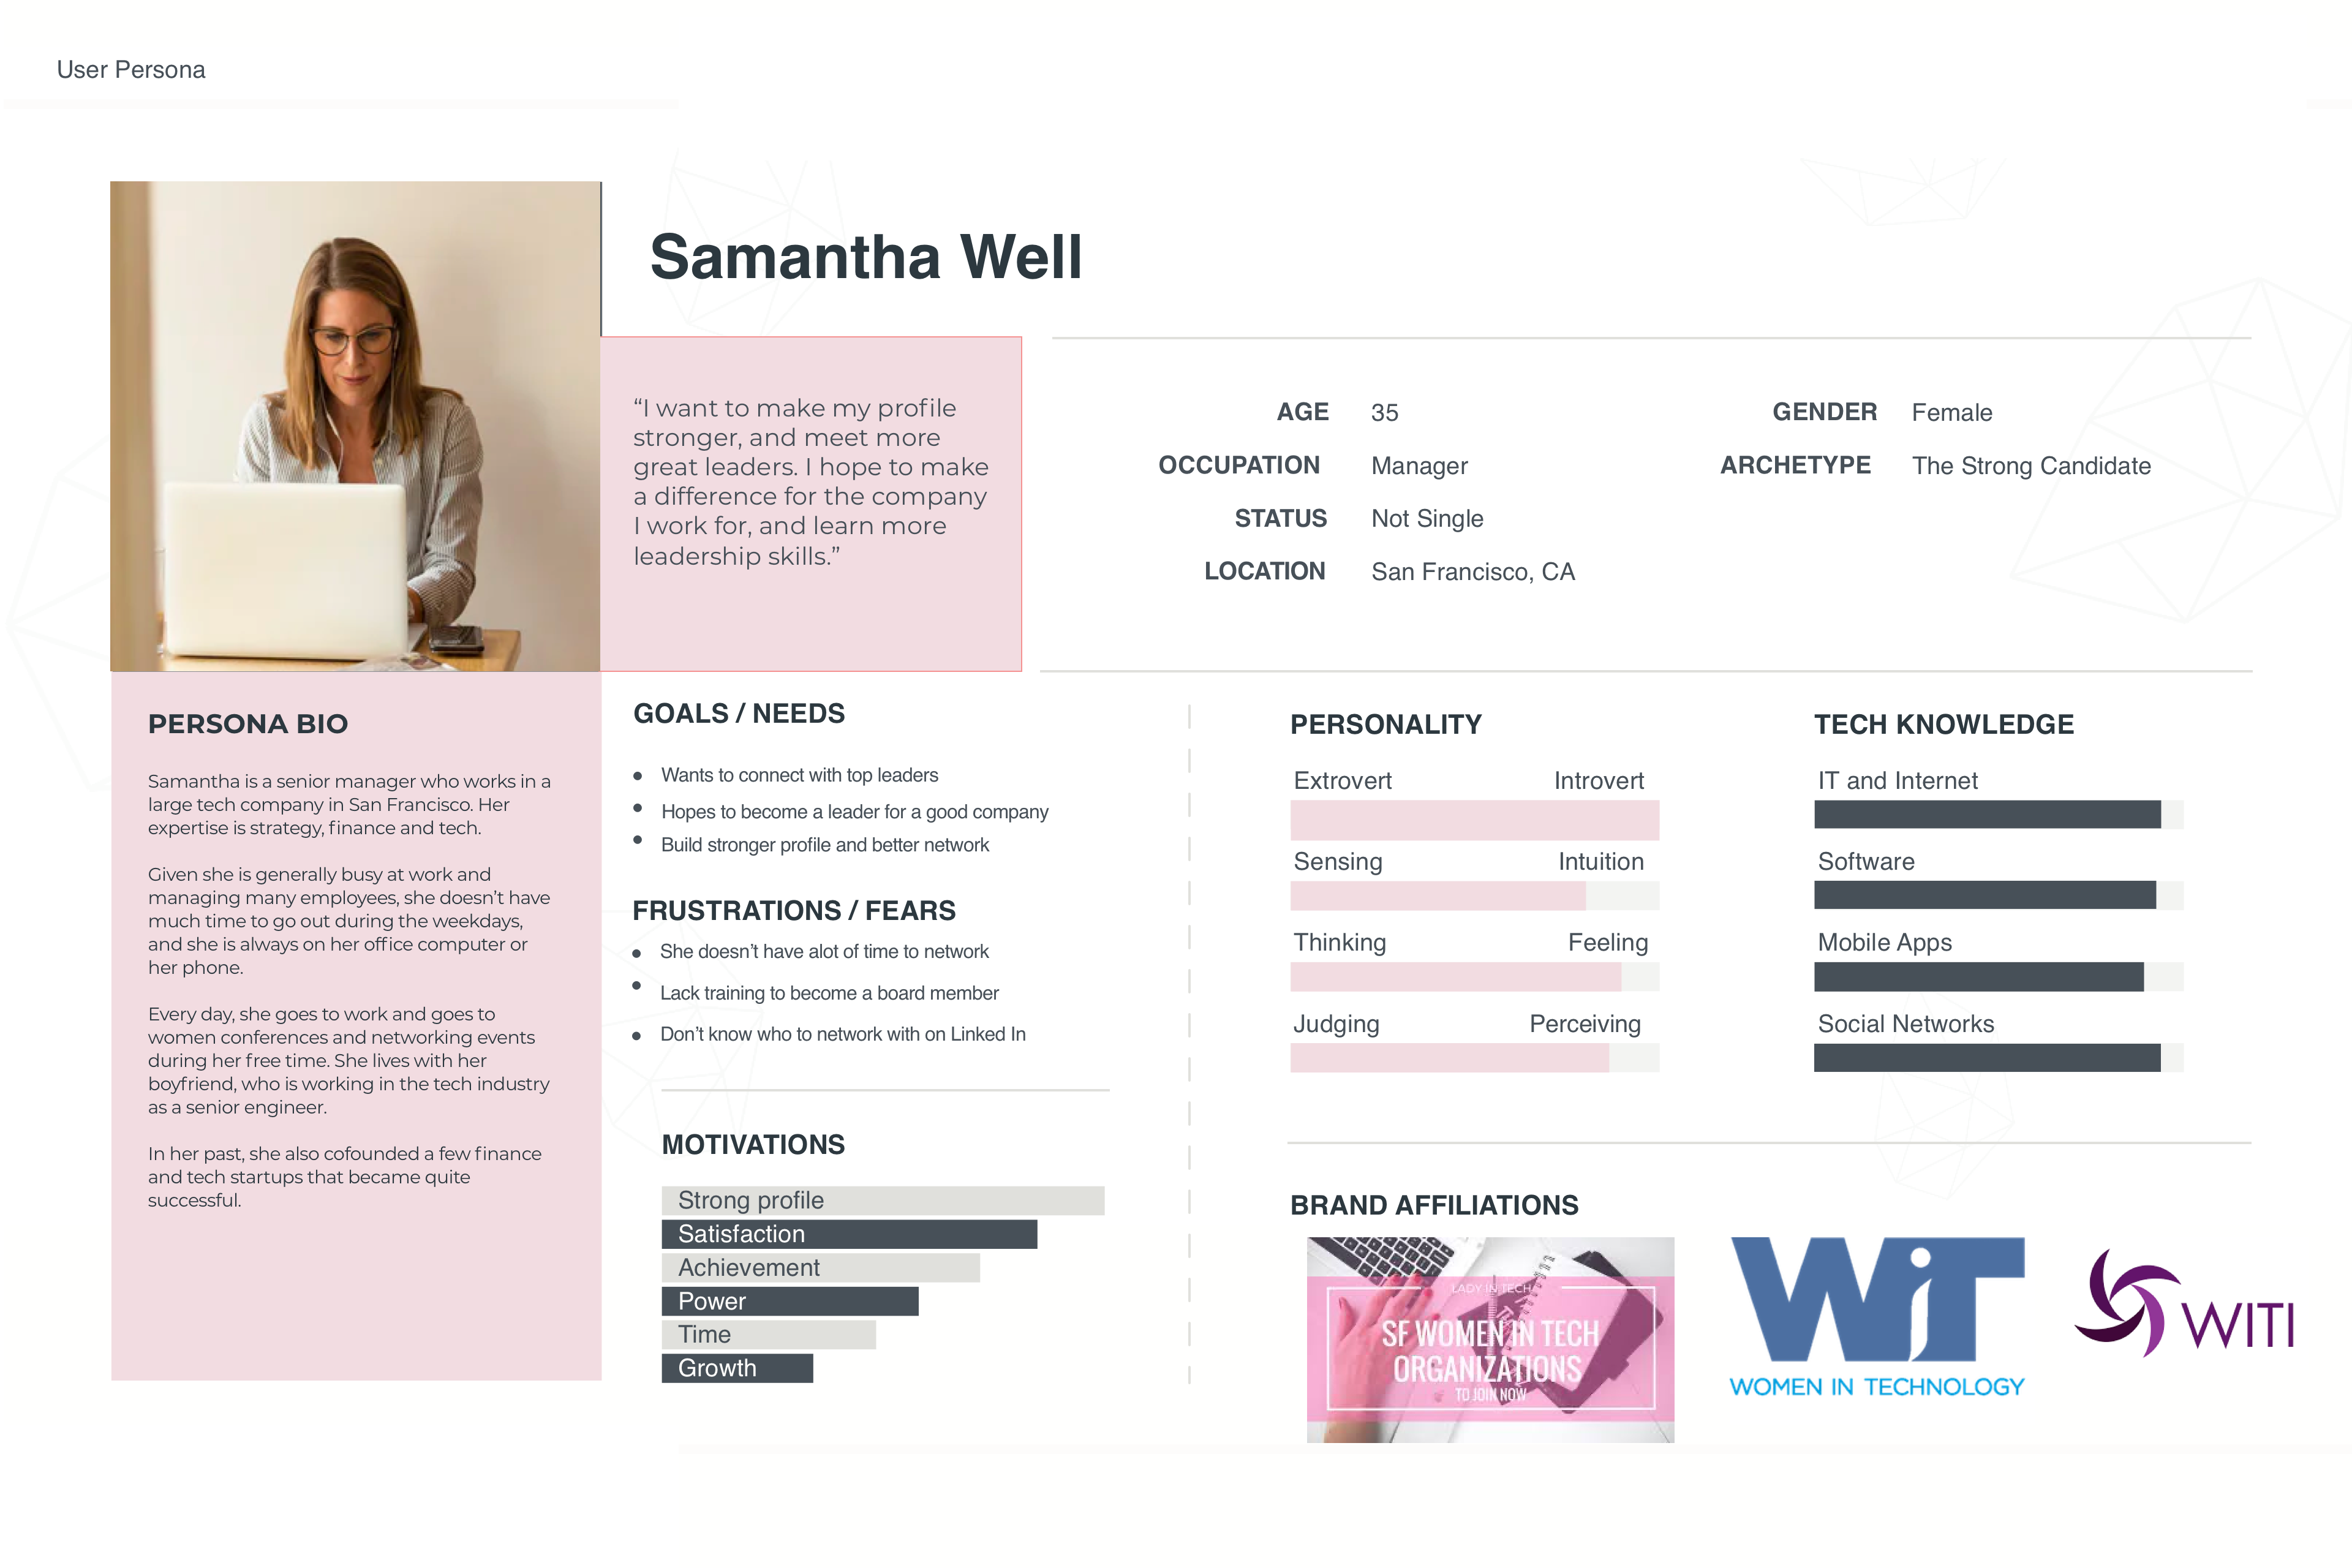 User Persona
Samantha Well
“I want to make my profile
stronger, and meet more
great leaders. I hope to make
a difference for the company
I work for, and learn more
leadership skills.”
AGE 35
OCCUPATION Manager
STATUS Not Single
LOCATION San Francisco, CA
GENDER Female
ARCHETYPE The Strong Candidate
PERSONA BIO
Samantha is a senior manager who works in a
large tech company in San Francisco. Her
expertise is strategy, finance and tech.
Given she is generally busy at work and
managing many employees, she doesn’t have
much time to go out during the weekdays,
and she is always on her office computer or
her phone.
Every day, she goes to work and goes to
women conferences and networking events
during her free time. She lives with her
boyfriend, who is working in the tech industry
as a senior engineer.
In her past, she also cofounded a few finance
and tech startups that became quite
successful.
GOALS / NEEDS
Wants to connect with top leaders
Hopes to become a leader for a good company
Build stronger profile and better network
FRUSTRATIONS / FEARS
She doesn’t have alot of time to network
Lack training to become a board member
Don’t know who to network with on Linked In
MOTIVATIONS
Strong profile
Satisfaction
Achievement
Power
Time
Growth
PERSONALITY
Extrovert Introvert
Sensing Intuition
Thinking Feeling
Judging Perceiving
TECH KNOWLEDGE
IT and Internet
Software
Mobile Apps
Social Networks
BRAND AFFILIATIONS
LADY IN TECH
SF WOMEN IN TECH
ORGANIZATIONS
TO JOIN NOW
WiT
WOMEN IN TECHNOLOGY
WITI